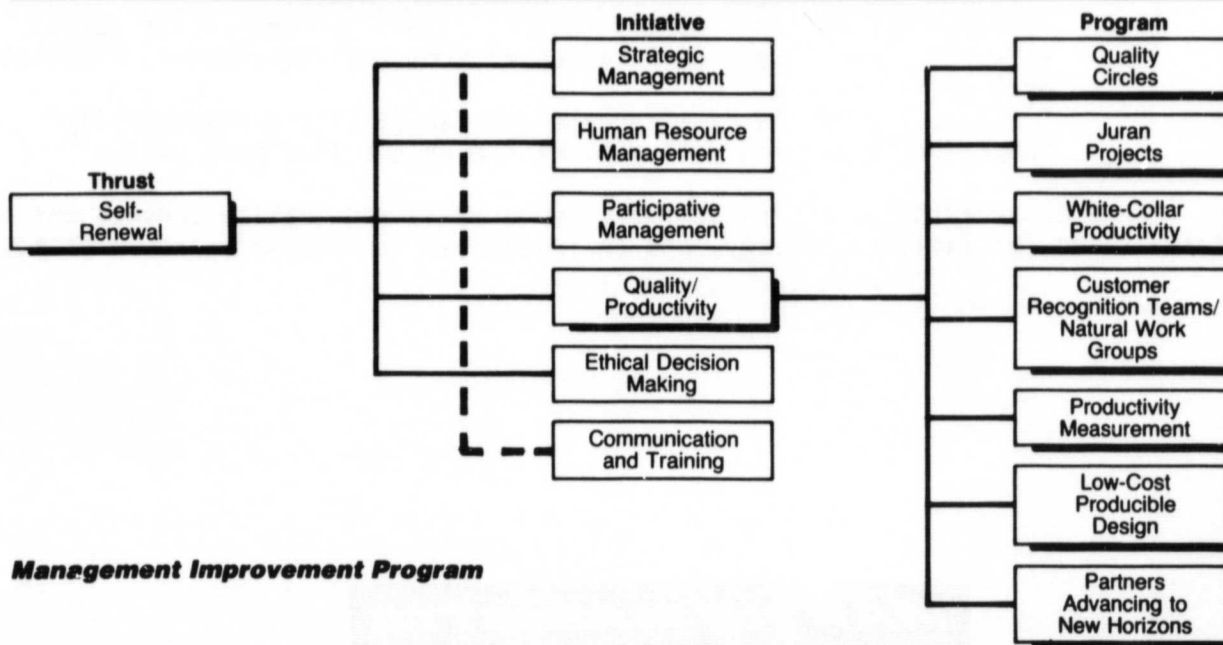 Thrust
Self-
Renewal
Initiative
Strategic
Management
Human Resource
Management
Participative
Management
Quality/
Productivity
Ethical Decision
Making
Communication
and Training
Program
Quality
Circles
Juran
Projects
White-Collar
Productivity
Customer
Recognition Teams/
Natural Work
Groups
Productivity
Measurement
Low-Cost
Producible
Design
Partners
Advancing to
New Horizons
Management Improvement Program